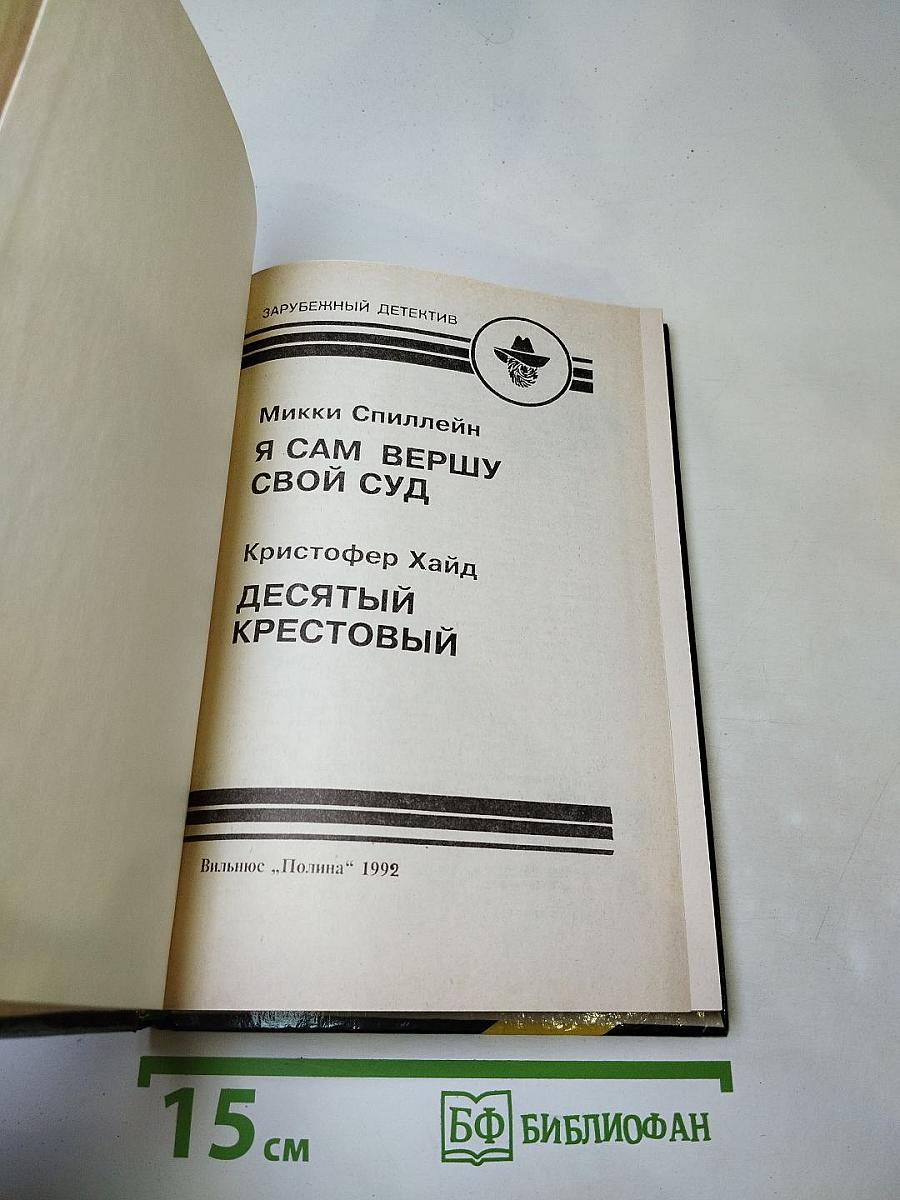 ЗАРУБЕЖНЫЙ ДЕТЕКТИВ
Микки Спиллейн
Я САМ ВЕРШУ
СВОЙ СУД
Кристофер Хайд
ДЕСЯТЫЙ
КРЕСТОВЫЙ
Вильнюс „Полина“ 1992
15 см
БФ БИБЛИОФАН